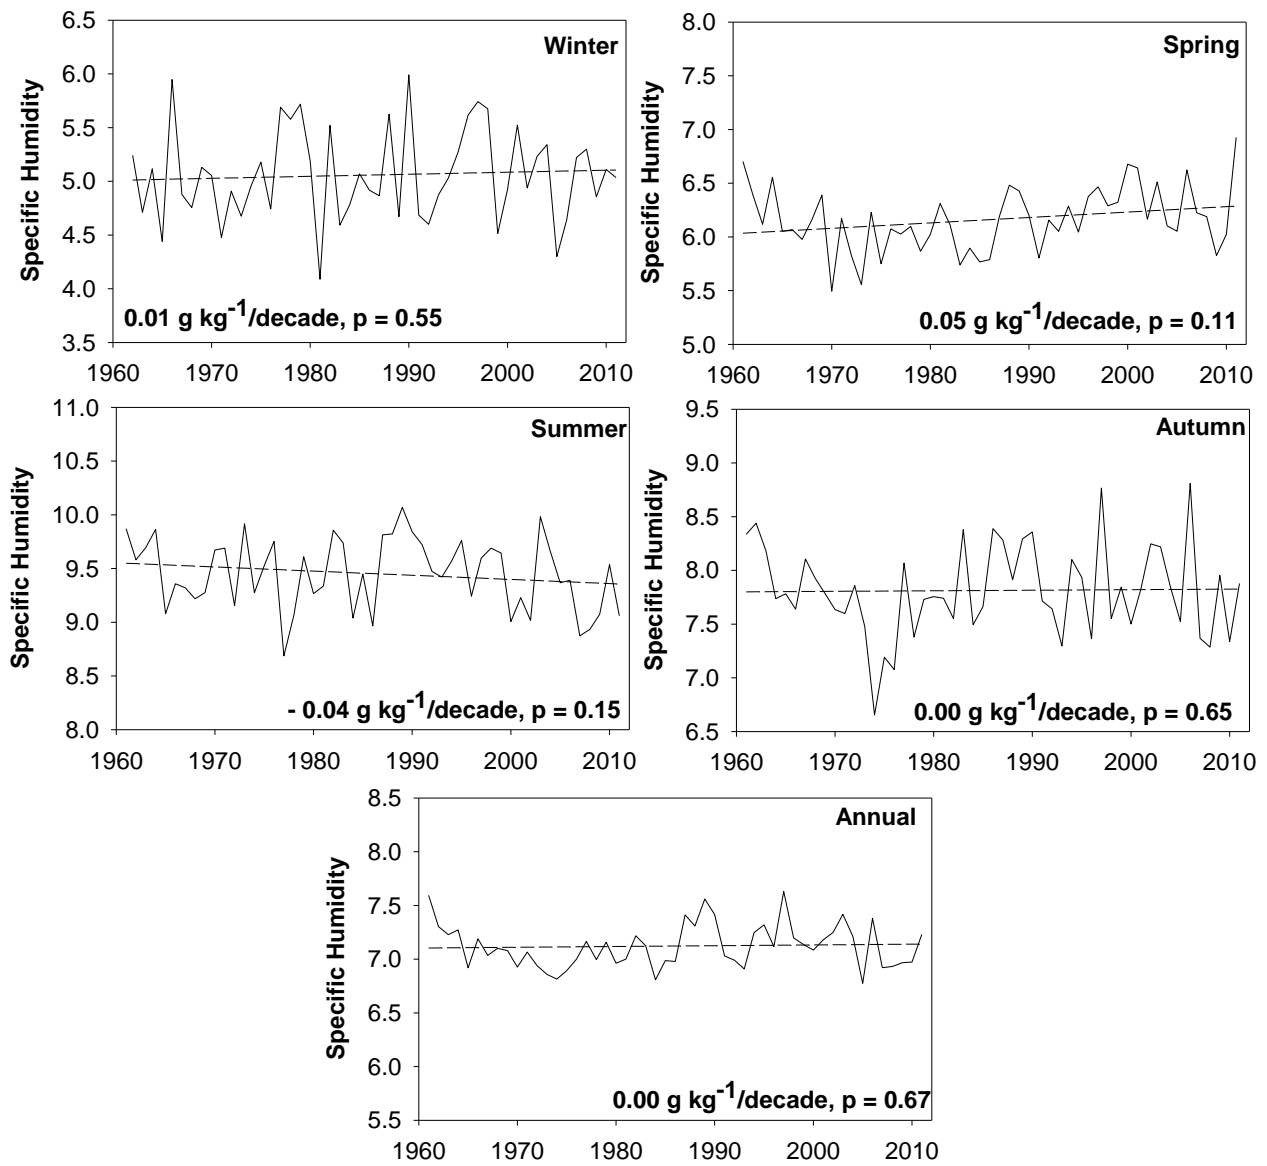 Winter
Specific Humidity
6.5
6.0
5.5
5.0
4.5
4.0
3.5
0.01 g kg-1/decade, p = 0.55
1960 1970 1980 1990 2000 2010
Spring
Specific Humidity
8.0
7.5
7.0
6.5
6.0
5.5
5.0
0.05 g kg-1/decade, p = 0.11
1960 1970 1980 1990 2000 2010
Summer
Specific Humidity
11.0
10.5
10.0
9.5
9.0
8.5
8.0
- 0.04 g kg-1/decade, p = 0.15
1960 1970 1980 1990 2000 2010
Autumn
Specific Humidity
9.5
9.0
8.5
8.0
7.5
7.0
6.5
0.00 g kg-1/decade, p = 0.65
1960 1970 1980 1990 2000 2010
Annual
Specific Humidity
8.5
8.0
7.5
7.0
6.5
6.0
5.5
0.00 g kg-1/decade, p = 0.67
1960 1970 1980 1990 2000 2010